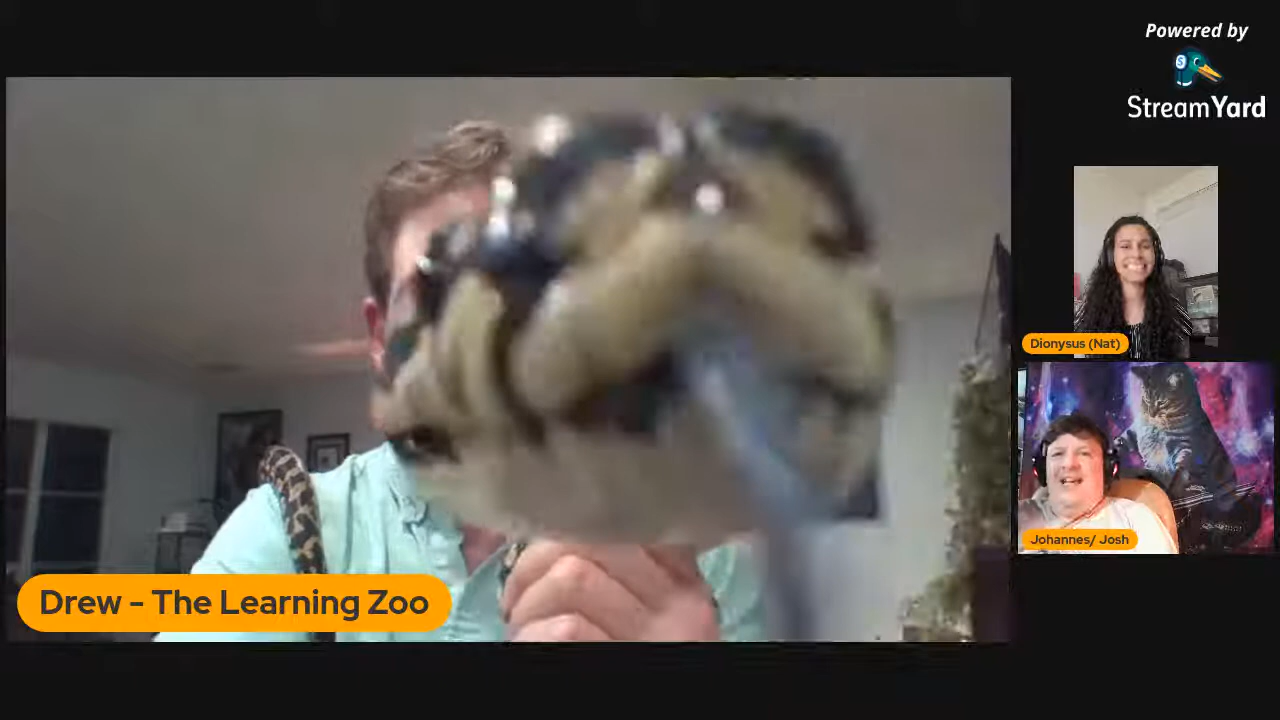 Powered by
S
StreamYard
Dionysus (Nat)
Johannes/ Josh
Drew - The Learning Zoo